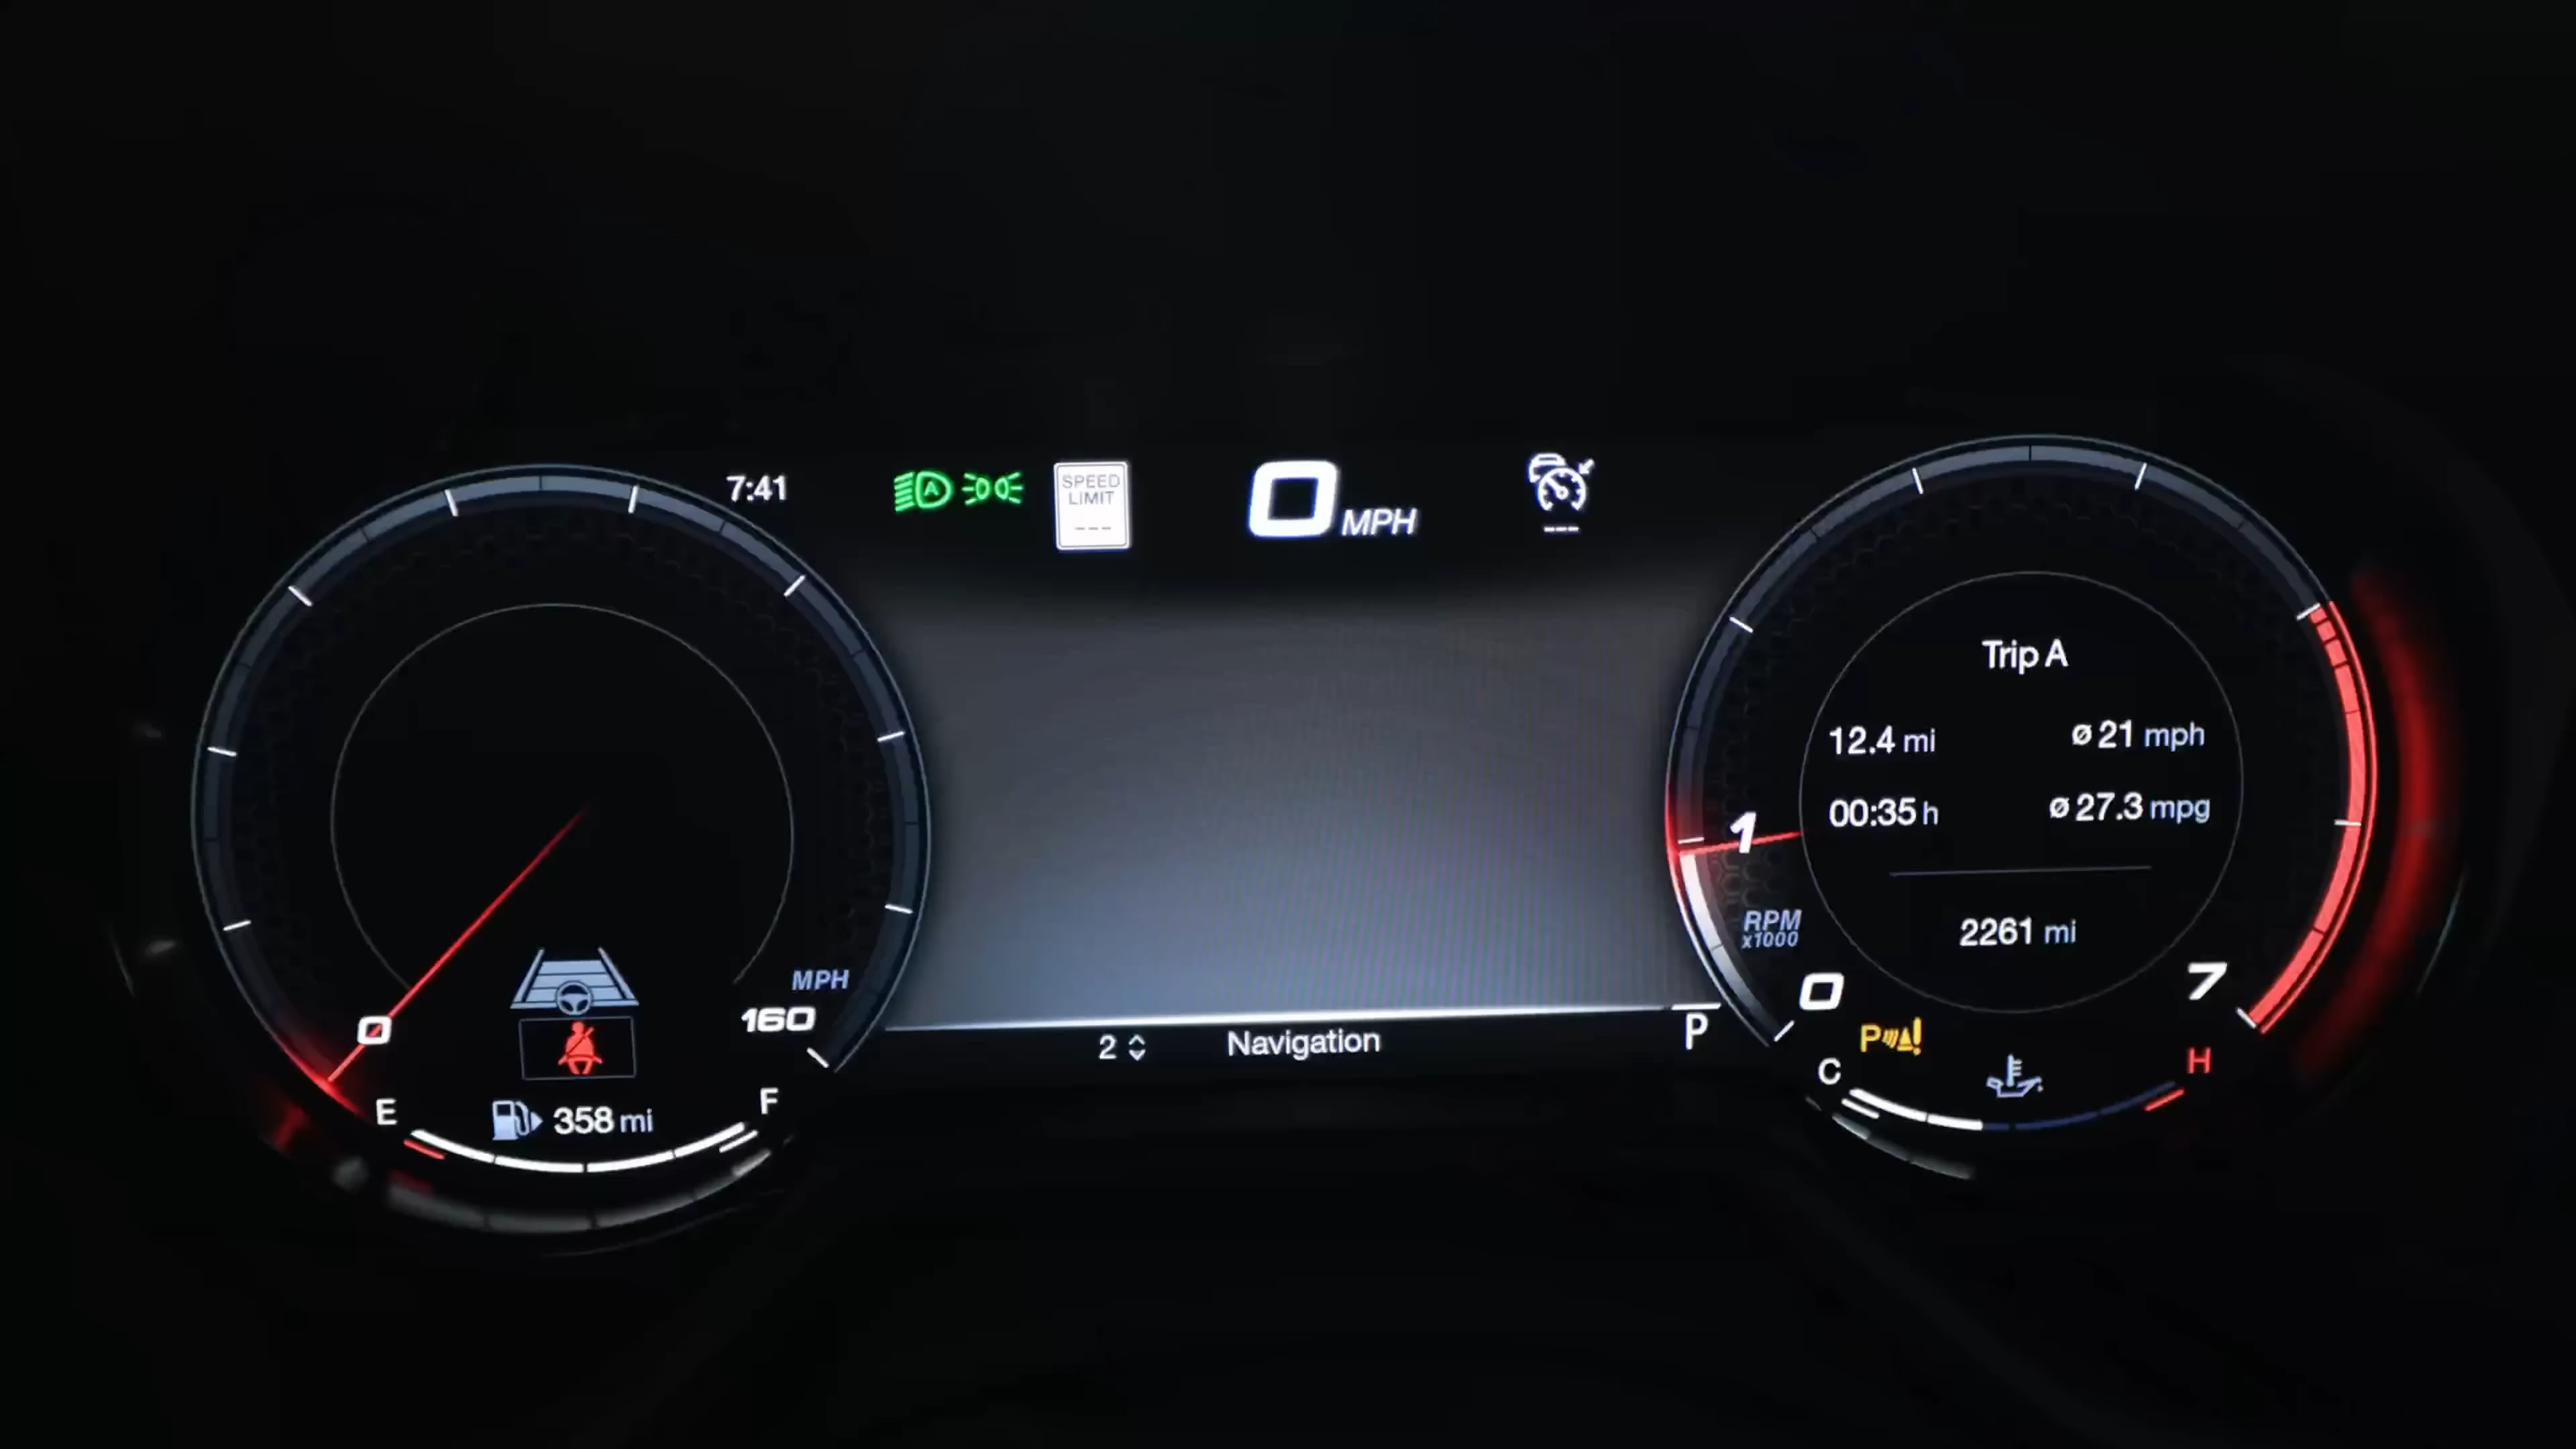 7:41
A
SPEED
LIMIT
---
0 MPH
---
Trip A
12.4 mi
ø 21 mph
00:35 h
ø 27.3 mpg
2261 mi
1
RPM
x1000
0
7
MPH
160
0
2
Navigation
P
P
!
C
H
E
F
358 mi